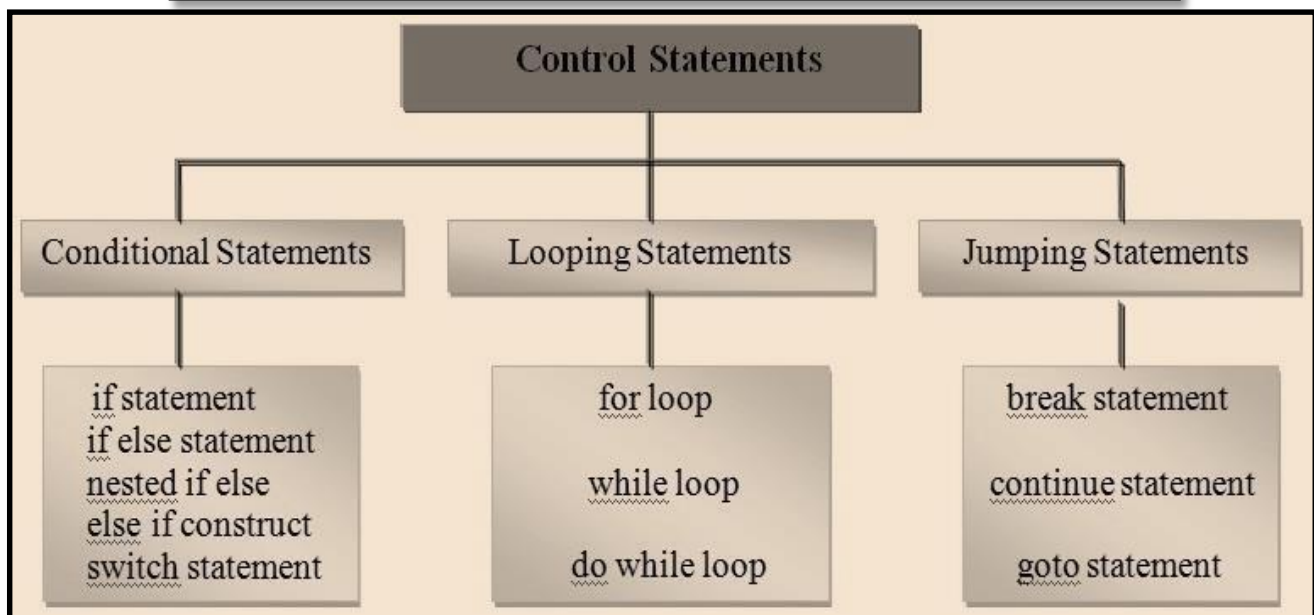 Control Statements
Conditional Statements
if statement
if else statement
nested if else
else if construct
switch statement
Looping Statements
for loop
while loop
do while loop
Jumping Statements
break statement
continue statement
goto statement